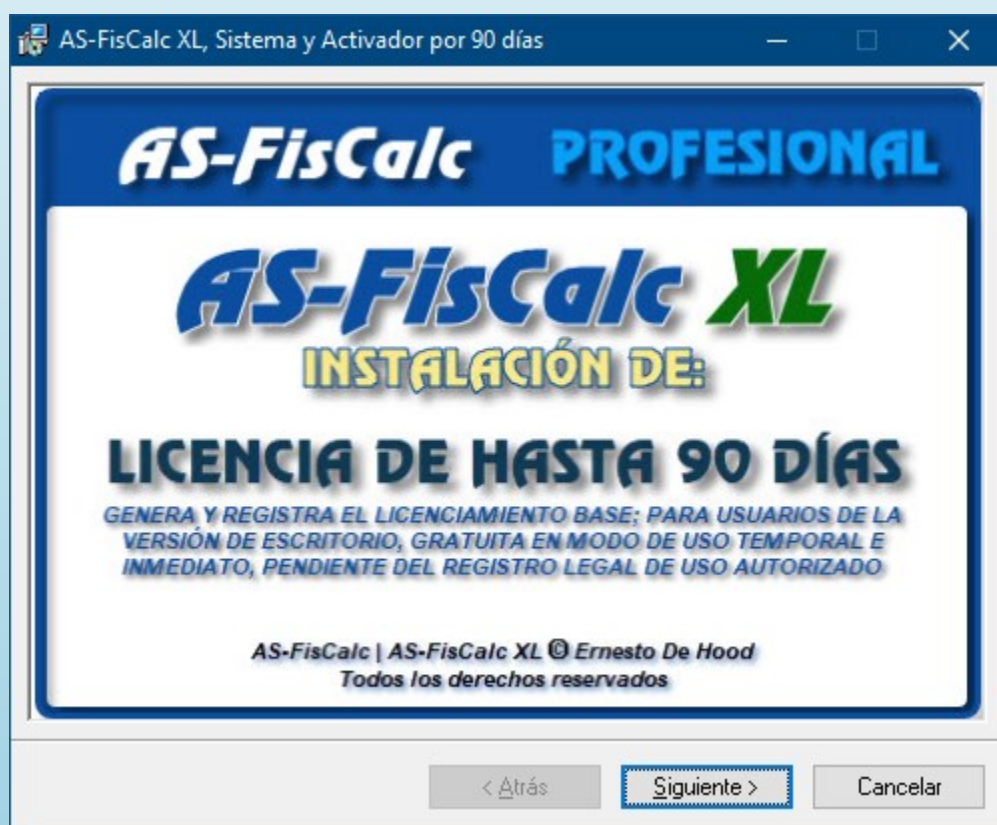 AS-FisCalc XL, Sistema y Activador por 90 días
AS-FisCalc PROFESIONAL
AS-FisCalc XL
INSTALACIÓN DE:
LICENCIA DE HASTA 90 DÍAS
GENERA Y REGISTRA EL LICENCIAMIENTO BASE; PARA USUARIOS DE LA
VERSIÓN DE ESCRITORIO, GRATUITA EN MODO DE USO TEMPORAL E
INMEDIATO, PENDIENTE DEL REGISTRO LEGAL DE USO AUTORIZADO
AS-FisCalc | AS-FisCalc XL © Ernesto De Hood
Todos los derechos reservados
< Atrás Siguiente > Cancelar